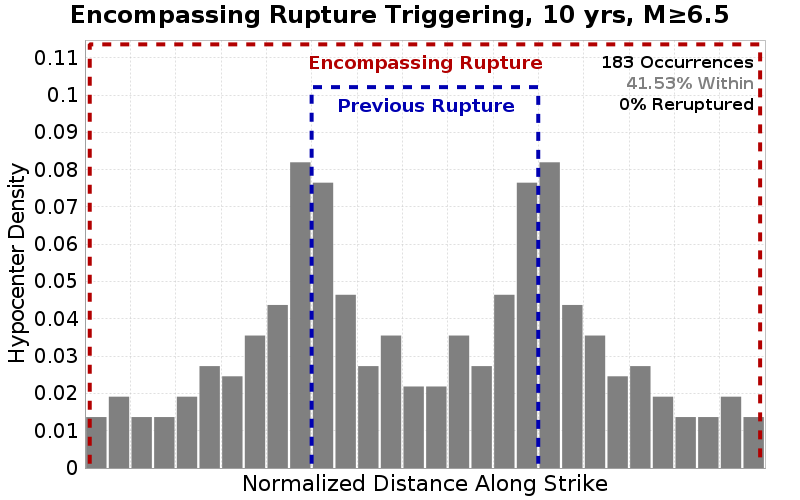 Encompassing Rupture Triggering, 10 yrs, M≥6.5
Encompassing Rupture
183 Occurrences
41.53% Within
0% Reruptured
Previous Rupture
Hypocenter Density
0.11
0.1
0.09
0.08
0.07
0.06
0.05
0.04
0.03
0.02
0.01
0
Normalized Distance Along Strike